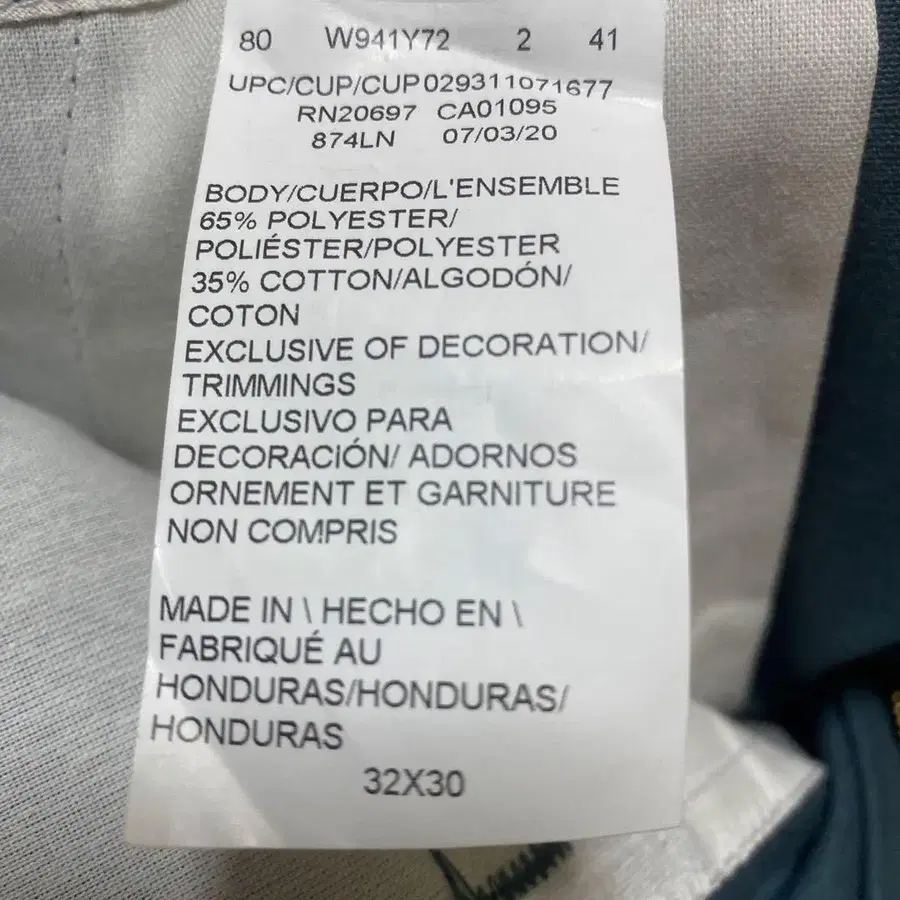 80 W941Y72 2 41
UPC/CUP/CUP029311071677
RN20697 CA01095
874LN 07/03/20
BODY/CUERPO/L'ENSEMBLE
65% POLYESTER/
POLIÉSTER/POLYESTER
35% COTTON/ALGODÓN/
COTON
EXCLUSIVE OF DECORATION/
TRIMMINGS
EXCLUSIVO PARA
DECORACIÓN/ ADORNOS
ORNEMENT ET GARNITURE
NON COMPRIS
MADE IN \ HECHO EN \
FABRIQUÉ AU
HONDURAS/HONDURAS/
HONDURAS
32X30